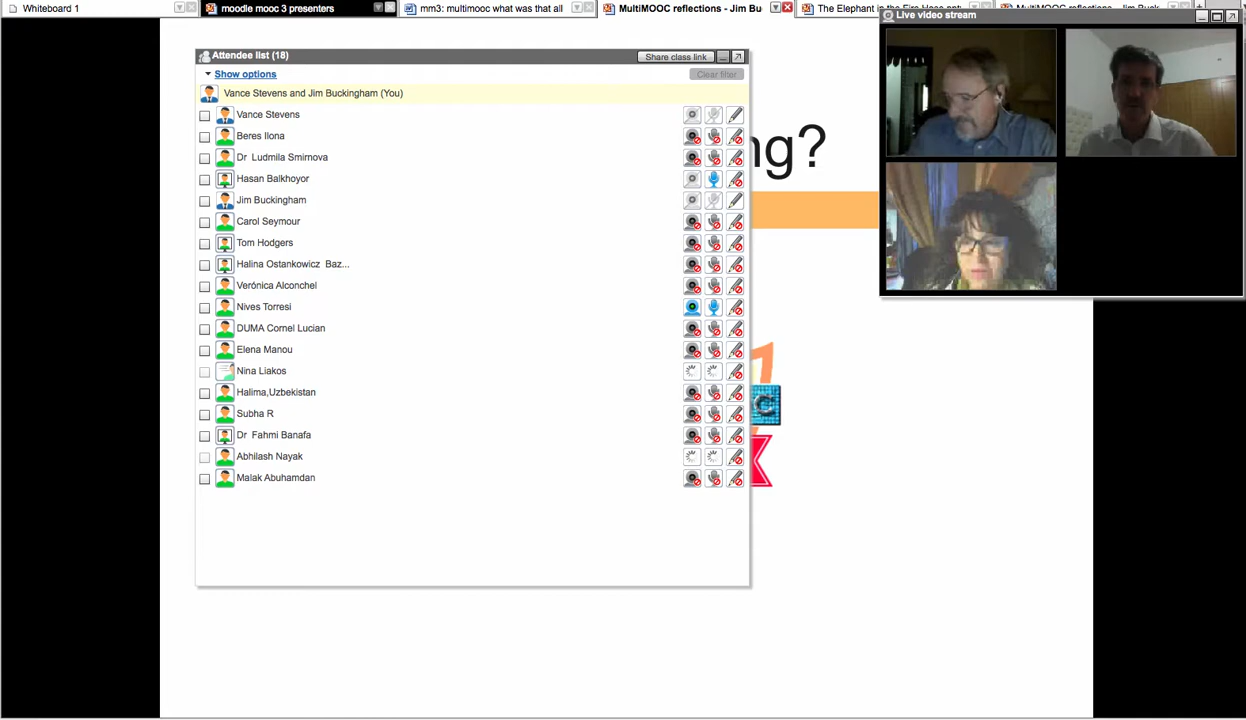 Whiteboard 1
moodle mooc 3 presenters
mm3: multimooc what was that all
MultiMOOC reflections - Jim Bu
The Elephant in
Live video stream
Attendee list (18)
Share class link
Show options
Clear filter
Vance Stevens and Jim Buckingham (You)
Vance Stevens
Beres Ilona
Dr Ludmila Smirnova
Hasan Balkhoyor
Jim Buckingham
Carol Seymour
Tom Hodgers
Halina Ostankowicz Baz...
Verónica Alconchel
Nives Torresi
DUMA Cornel Lucian
Elena Manou
Nina Liakos
Halima,Uzbekistan
Subha R
Dr Fahmi Banafa
Abhilash Nayak
Malak Abuhamdan
ng?
C